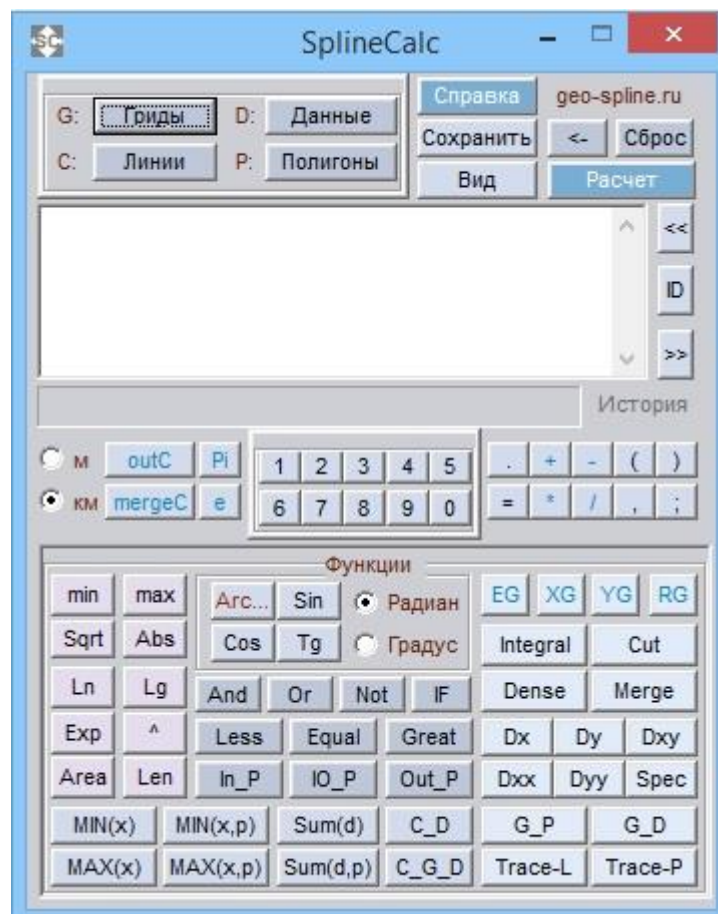 SC SplineCalc
G: Гриды D: Данные Справка geo-spline.ru
Сохранить <- Сброс
C: Линии P: Полигоны
Вид Расчет
<<
ID
>>
История
м outC Pi 1 2 3 4 5 . + - ( )
км mergeC e 6 7 8 9 0 = * / , ;
Функции
min max Arc... Sin Радиан EG XG YG RG
Sqrt Abs Cos Tg Градус Integral Cut
Ln Lg And Or Not IF Dense Merge
Exp ^ Less Equal Great Dx Dy Dxy
Area Len In_P IO_P Out_P Dxx Dyy Spec
MIN(x) MIN(x,p) Sum(d) C_D G_P G_D
MAX(x) MAX(x,p) Sum(d,p) C_G_D Trace-L Trace-P